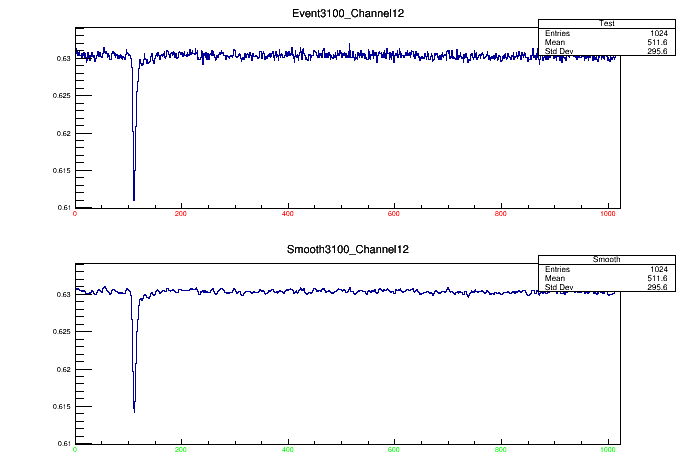 Event3100_Channel12
Test
Entries 1024
Mean 511.6
Std Dev 295.6
0.63
0.625
0.62
0.615
0.61
0 200 400 600 800 1000
Smooth3100_Channel12
Smooth
Entries 1024
Mean 511.6
Std Dev 295.6
0.63
0.625
0.62
0.615
0.61
0 200 400 600 800 1000